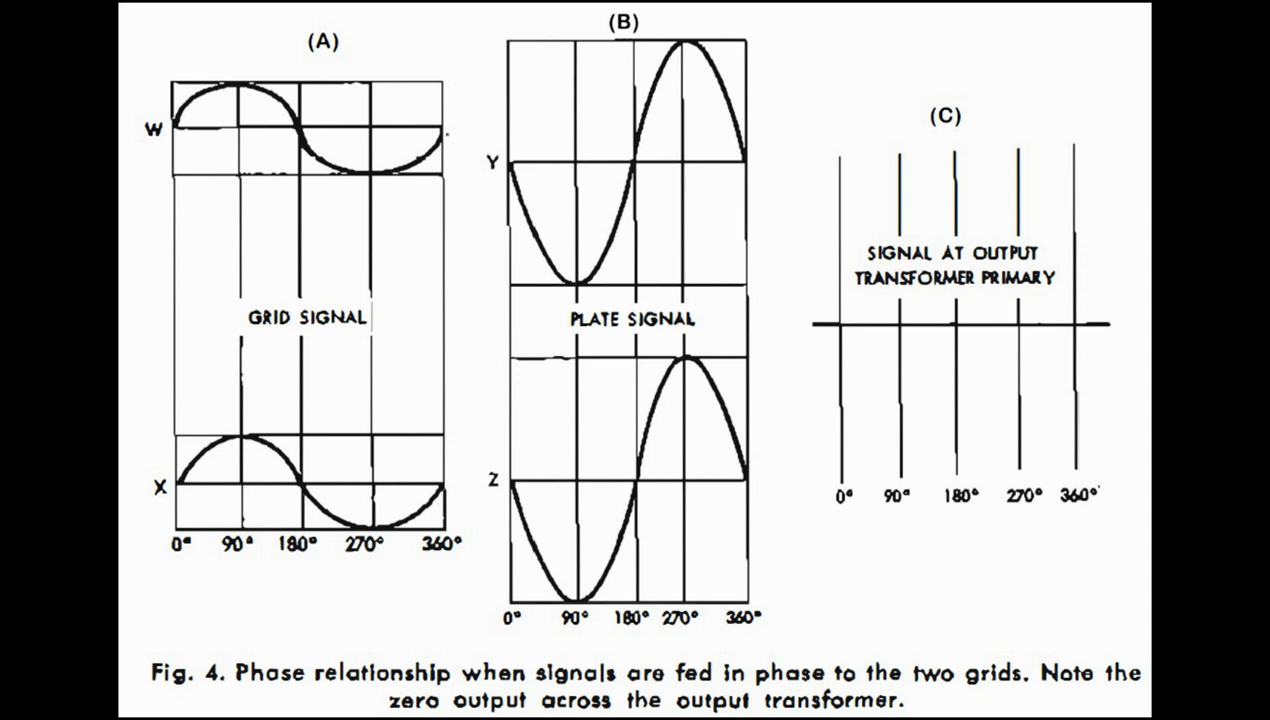 (A)
W
GRID SIGNAL
X
0° 90° 180° 270° 360°
(B)
Y
PLATE SIGNAL
Z
0° 90° 180° 270° 360°
(C)
SIGNAL AT OUTPUT
TRANSFORMER PRIMARY
0° 90° 180° 270° 360°
Fig. 4. Phase relationship when signals are fed in phase to the two grids. Note the
zero output across the output transformer.